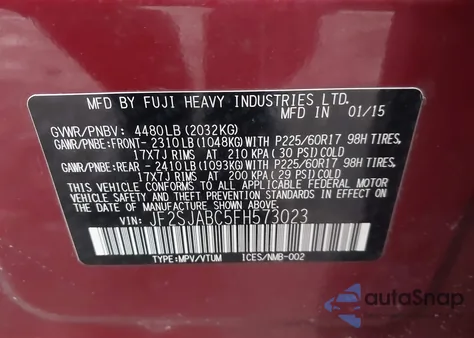 MFD BY FUJI HEAVY INDUSTRIES LTD.
MFD IN 01/15
GVWR/PNBV: 4480LB(2032KG)
GAWR/PNBE:FRONT- 2310LB(1048KG)WITH P225/60R17 98H TIRES,
17X7J RIMS AT 210 KPA (30 PSI)COLD
GAWR/PNBE:REAR - 2410LB(1093KG)WITH P225/60R17 98H TIRES,
17X7J RIMS AT 200 KPA (29 PSI)COLD
THIS VEHICLE CONFORMS TO ALL APPLICABLE
FEDERAL MOTOR VEHICLE SAFETY AND THEFT
PREVENTION STANDARDS IN EFFECT ON THE DATE
OF MANUFACTURE SHOWN ABOVE.
VIN: JF2SJABC5FH573023
TYPE:MPV/VTUM ICES/NMB-002
autaSnap